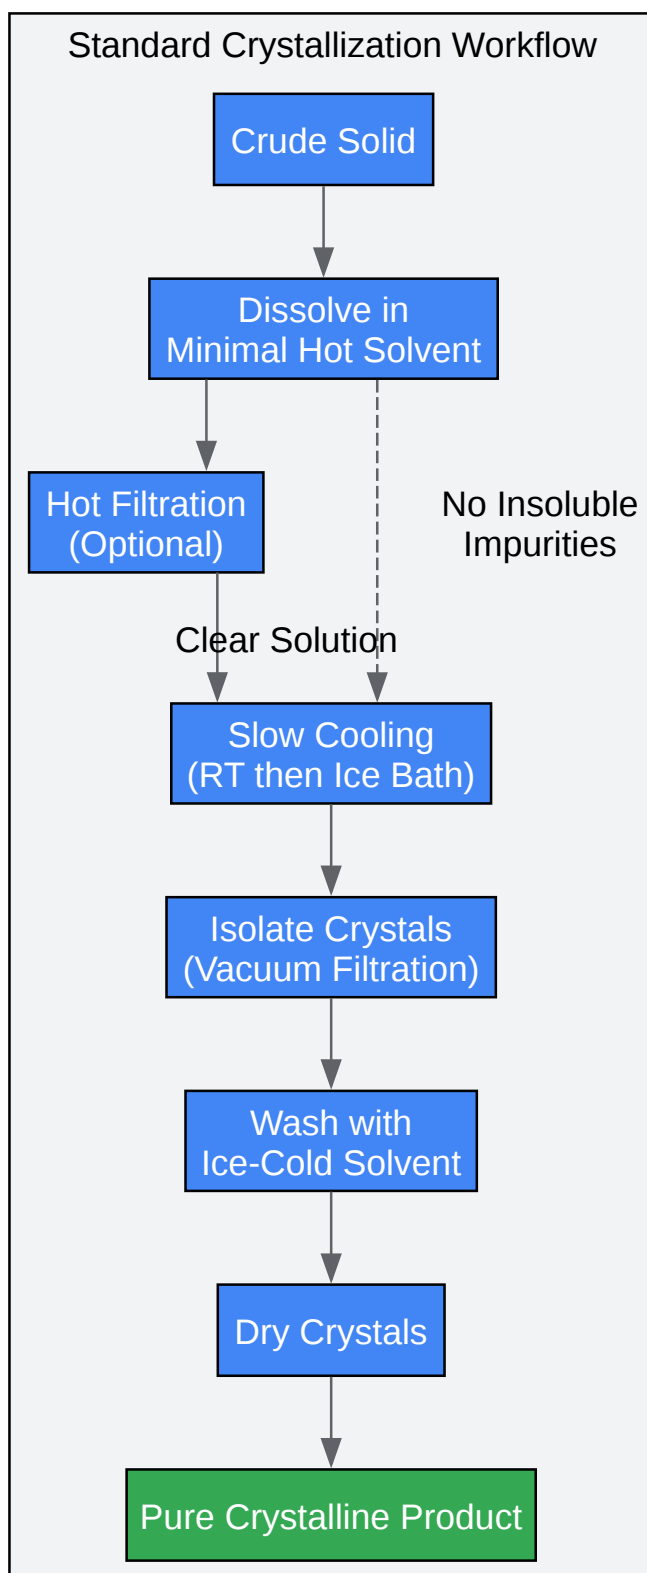 Standard Crystallization Workflow
Crude Solid
Dissolve in
Minimal Hot Solvent
Hot Filtration
(Optional)
No Insoluble
Impurities
Clear Solution
Slow Cooling
(RT then Ice Bath)
Isolate Crystals
(Vacuum Filtration)
Wash with
Ice-Cold Solvent
Dry Crystals
Pure Crystalline Product